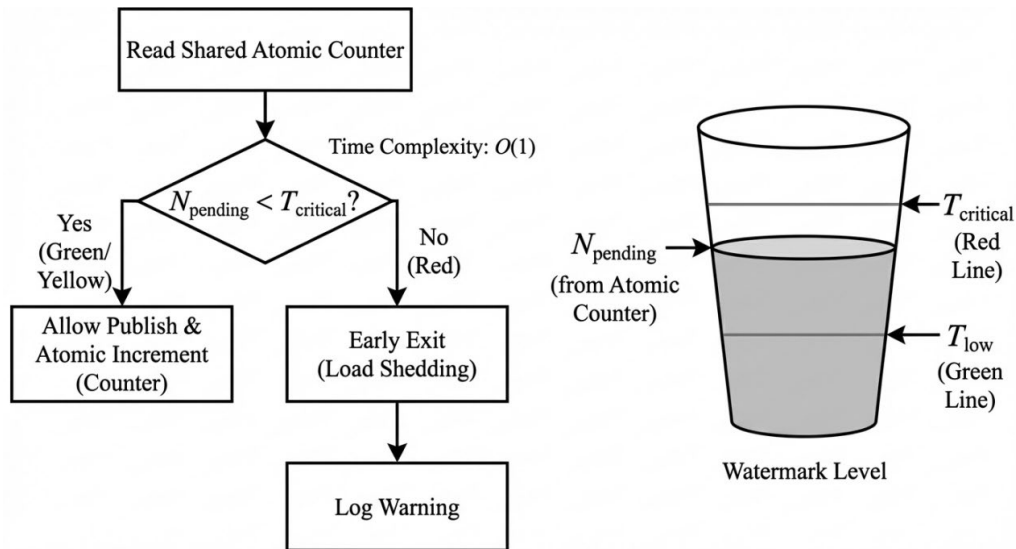 Read Shared Atomic Counter
Time Complexity: O(1)
N_pending < T_critical?
Yes
(Green/
Yellow)
No
(Red)
Allow Publish &
Atomic Increment
(Counter)
Early Exit
(Load Shedding)
Log Warning
N_pending
(from Atomic
Counter)
T_critical
(Red
Line)
T_low
(Green
Line)
Watermark Level